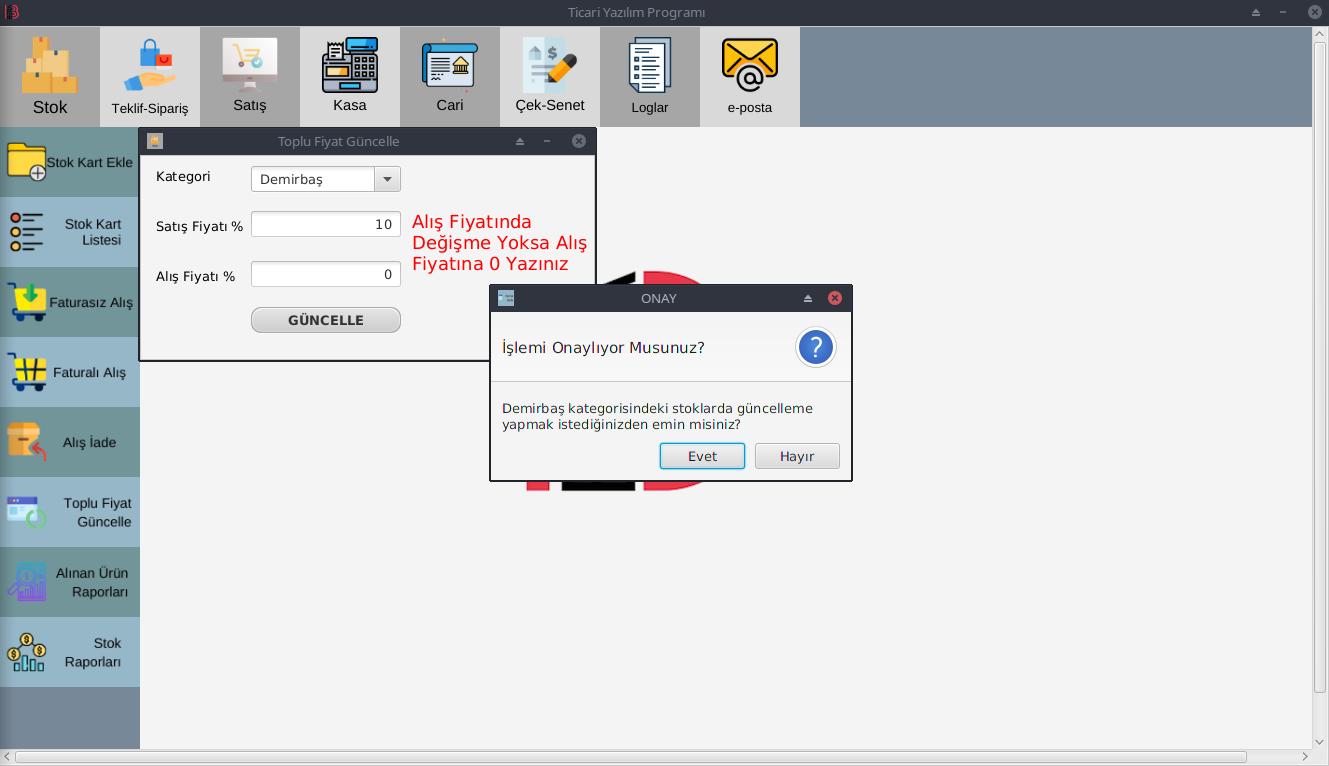 Ticari Yazılım Programı
Stok
Teklif-Sipariş
Satış
Kasa
Cari
Çek-Senet
Loglar
e-posta
Stok Kart Ekle
Stok Kart
Listesi
Faturasız Alış
Faturalı Alış
Alış İade
Toplu Fiyat
Güncelle
Alınan Ürün
Raporları
Stok
Raporları
Toplu Fiyat Güncelle
Kategori
Demirbaş
Satış Fiyatı %
10
Alış Fiyatı %
0
Alış Fiyatında
Değişme Yoksa Alış
Fiyatına 0 Yazınız
GÜNCELLE
ONAY
İşlemi Onaylıyor Musunuz?
?
Demirbaş kategorisindeki stoklarda güncelleme
yapmak istediğinizden emin misiniz?
Evet
Hayır